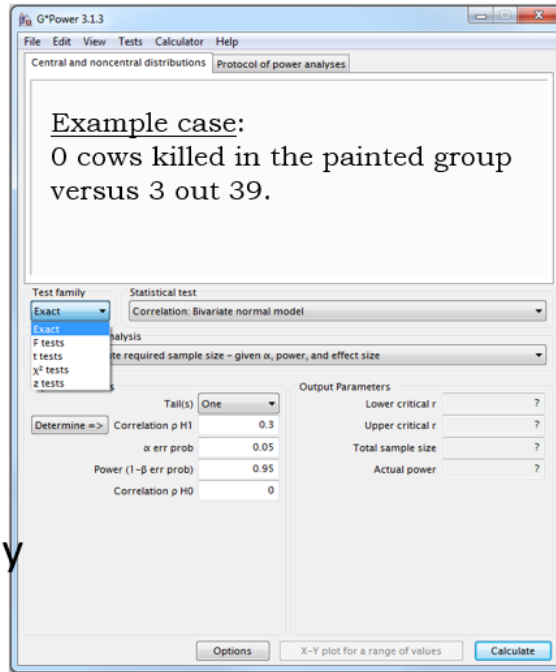 G*Power 3.1.3
File Edit View Tests Calculator Help
Central and noncentral distributions Protocol of power analyses
Example case:
0 cows killed in the painted group
versus 3 out 39.
Test family Statistical test
Exact Correlation: Bivariate normal model
Exact
F tests
t tests
χ² tests
z tests
alysis
te required sample size – given α, power, and effect size
Output Parameters
Tail(s) One
Lower critical r ?
Determine => Correlation ρ H1 0.3
Upper critical r ?
α err prob 0.05
Total sample size ?
Power (1-β err prob) 0.95
Actual power ?
Correlation ρ H0 0
y
Options X-Y plot for a range of values Calculate